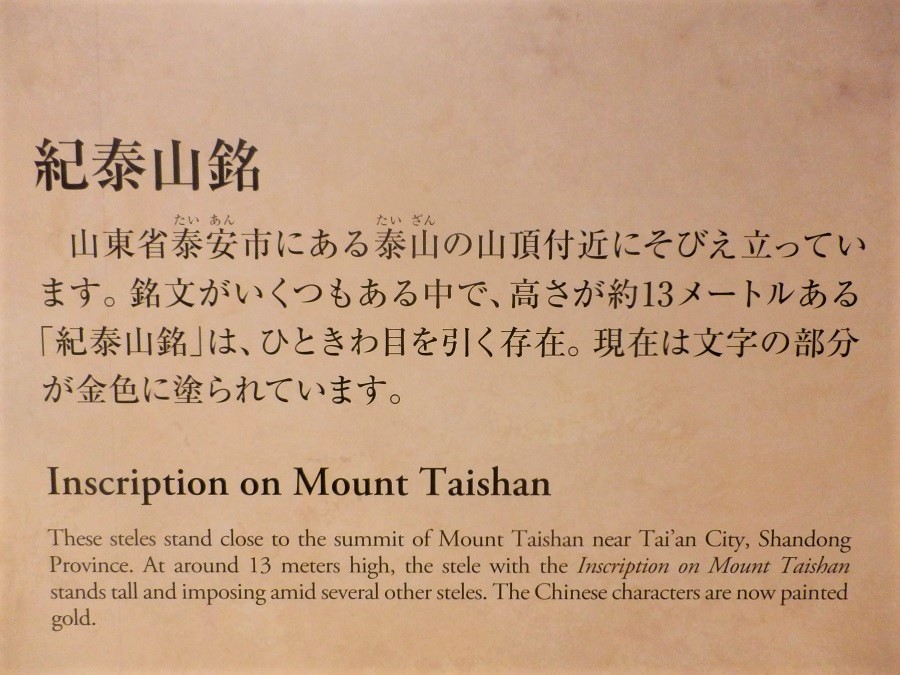 紀泰山銘
たい あん たい ざん
山東省泰安市にある泰山の山頂付近にそびえ立ってい
ます。銘文がいくつもある中で、高さが約13メートルある
「紀泰山銘」は、ひときわ目を引く存在。現在は文字の部分
が金色に塗られています。
Inscription on Mount Taishan
These steles stand close to the summit of Mount Taishan near Tai’an City, Shandong
Province. At around 13 meters high, the stele with the Inscription on Mount Taishan
stands tall and imposing amid several other steles. The Chinese characters are now painted
gold.